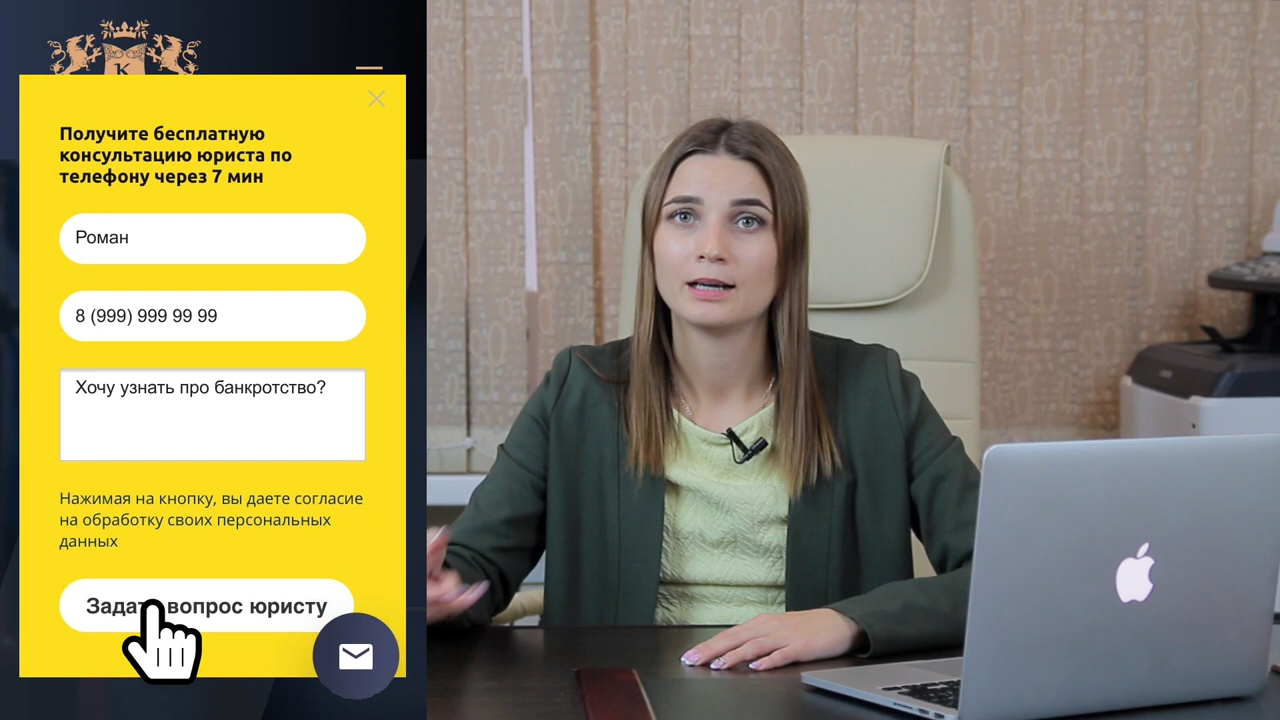 K
Получите бесплатную
консультацию юриста по
телефону через 7 мин
Роман
8 (999) 999 99 99
Хочу узнать про банкротство?
Нажимая на кнопку, вы даете согласие
на обработку своих персональных
данных
Задать вопрос юристу